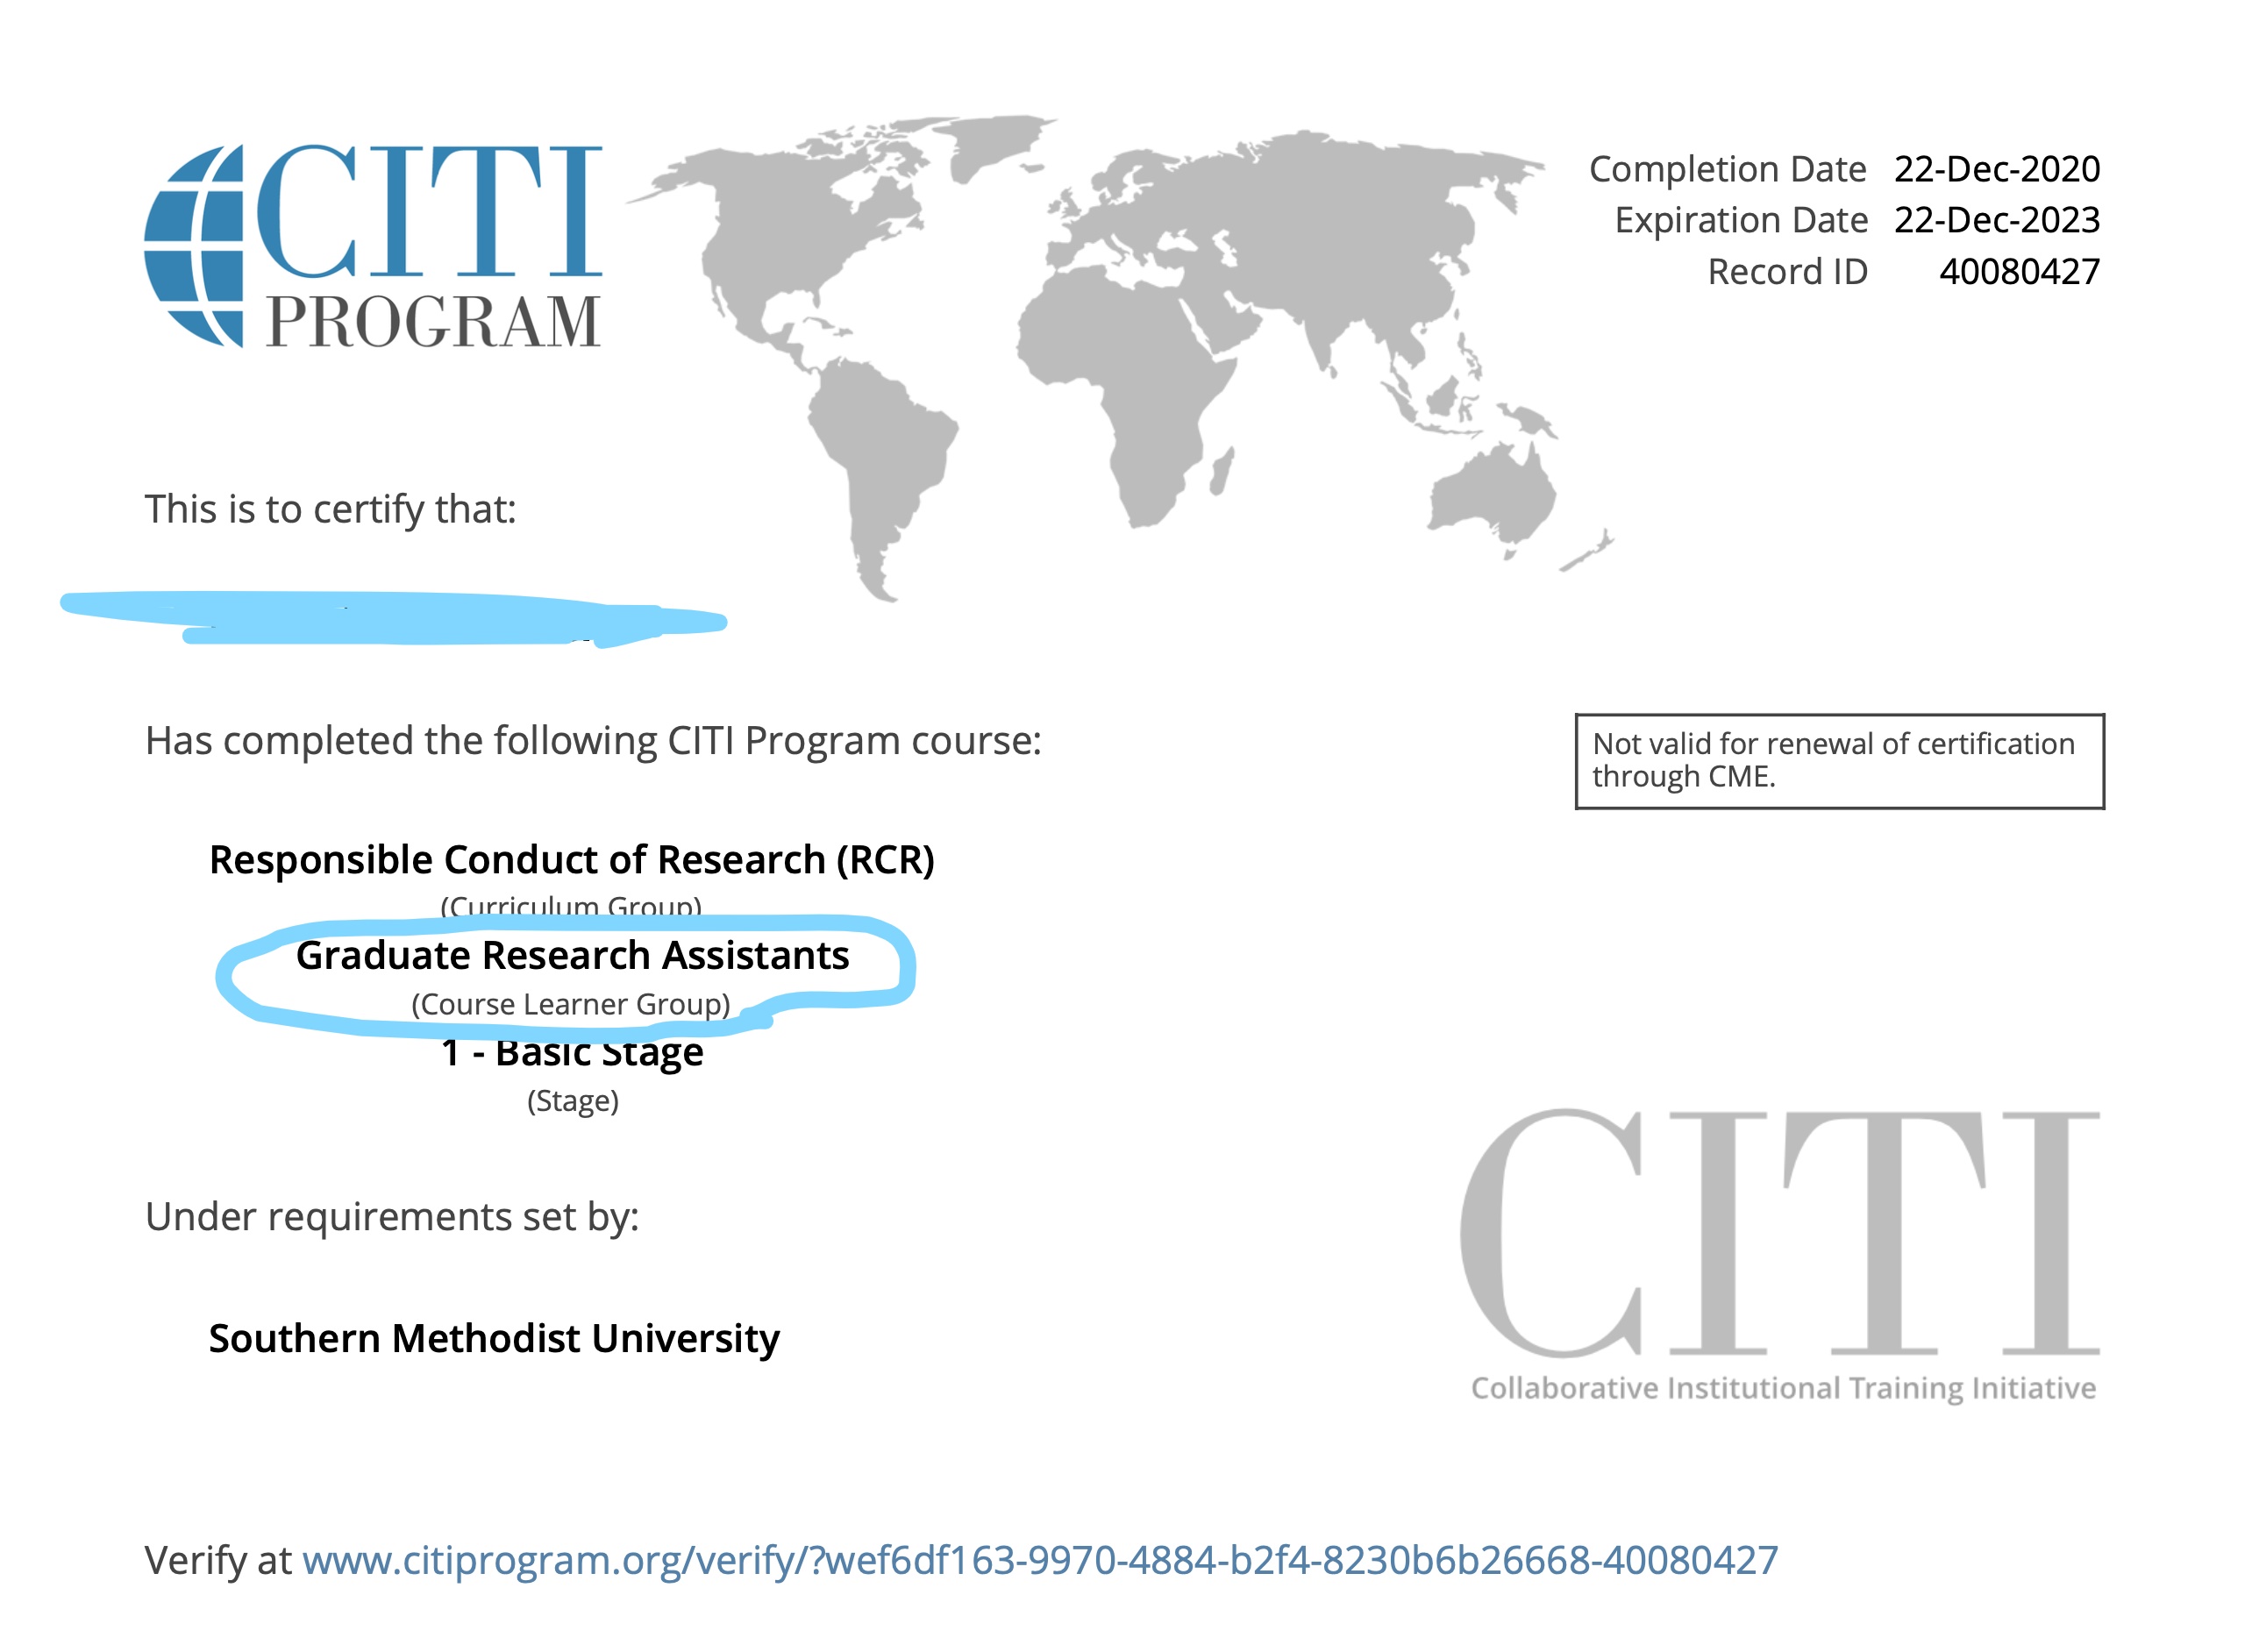 CITI
PROGRAM
Completion Date 22-Dec-2020
Expiration Date 22-Dec-2023
Record ID 40080427
This is to certify that:
Has completed the following CITI Program course:
Not valid for renewal of certification
through CME.
Responsible Conduct of Research (RCR)
(Curriculum Group)
Graduate Research Assistants
(Course Learner Group)
1 - Basic Stage
(Stage)
Under requirements set by:
Southern Methodist University
CITI
Collaborative Institutional Training Initiative
Verify at www.citiprogram.org/verify/?wef6df163-9970-4884-b2f4-8230b6b26668-40080427